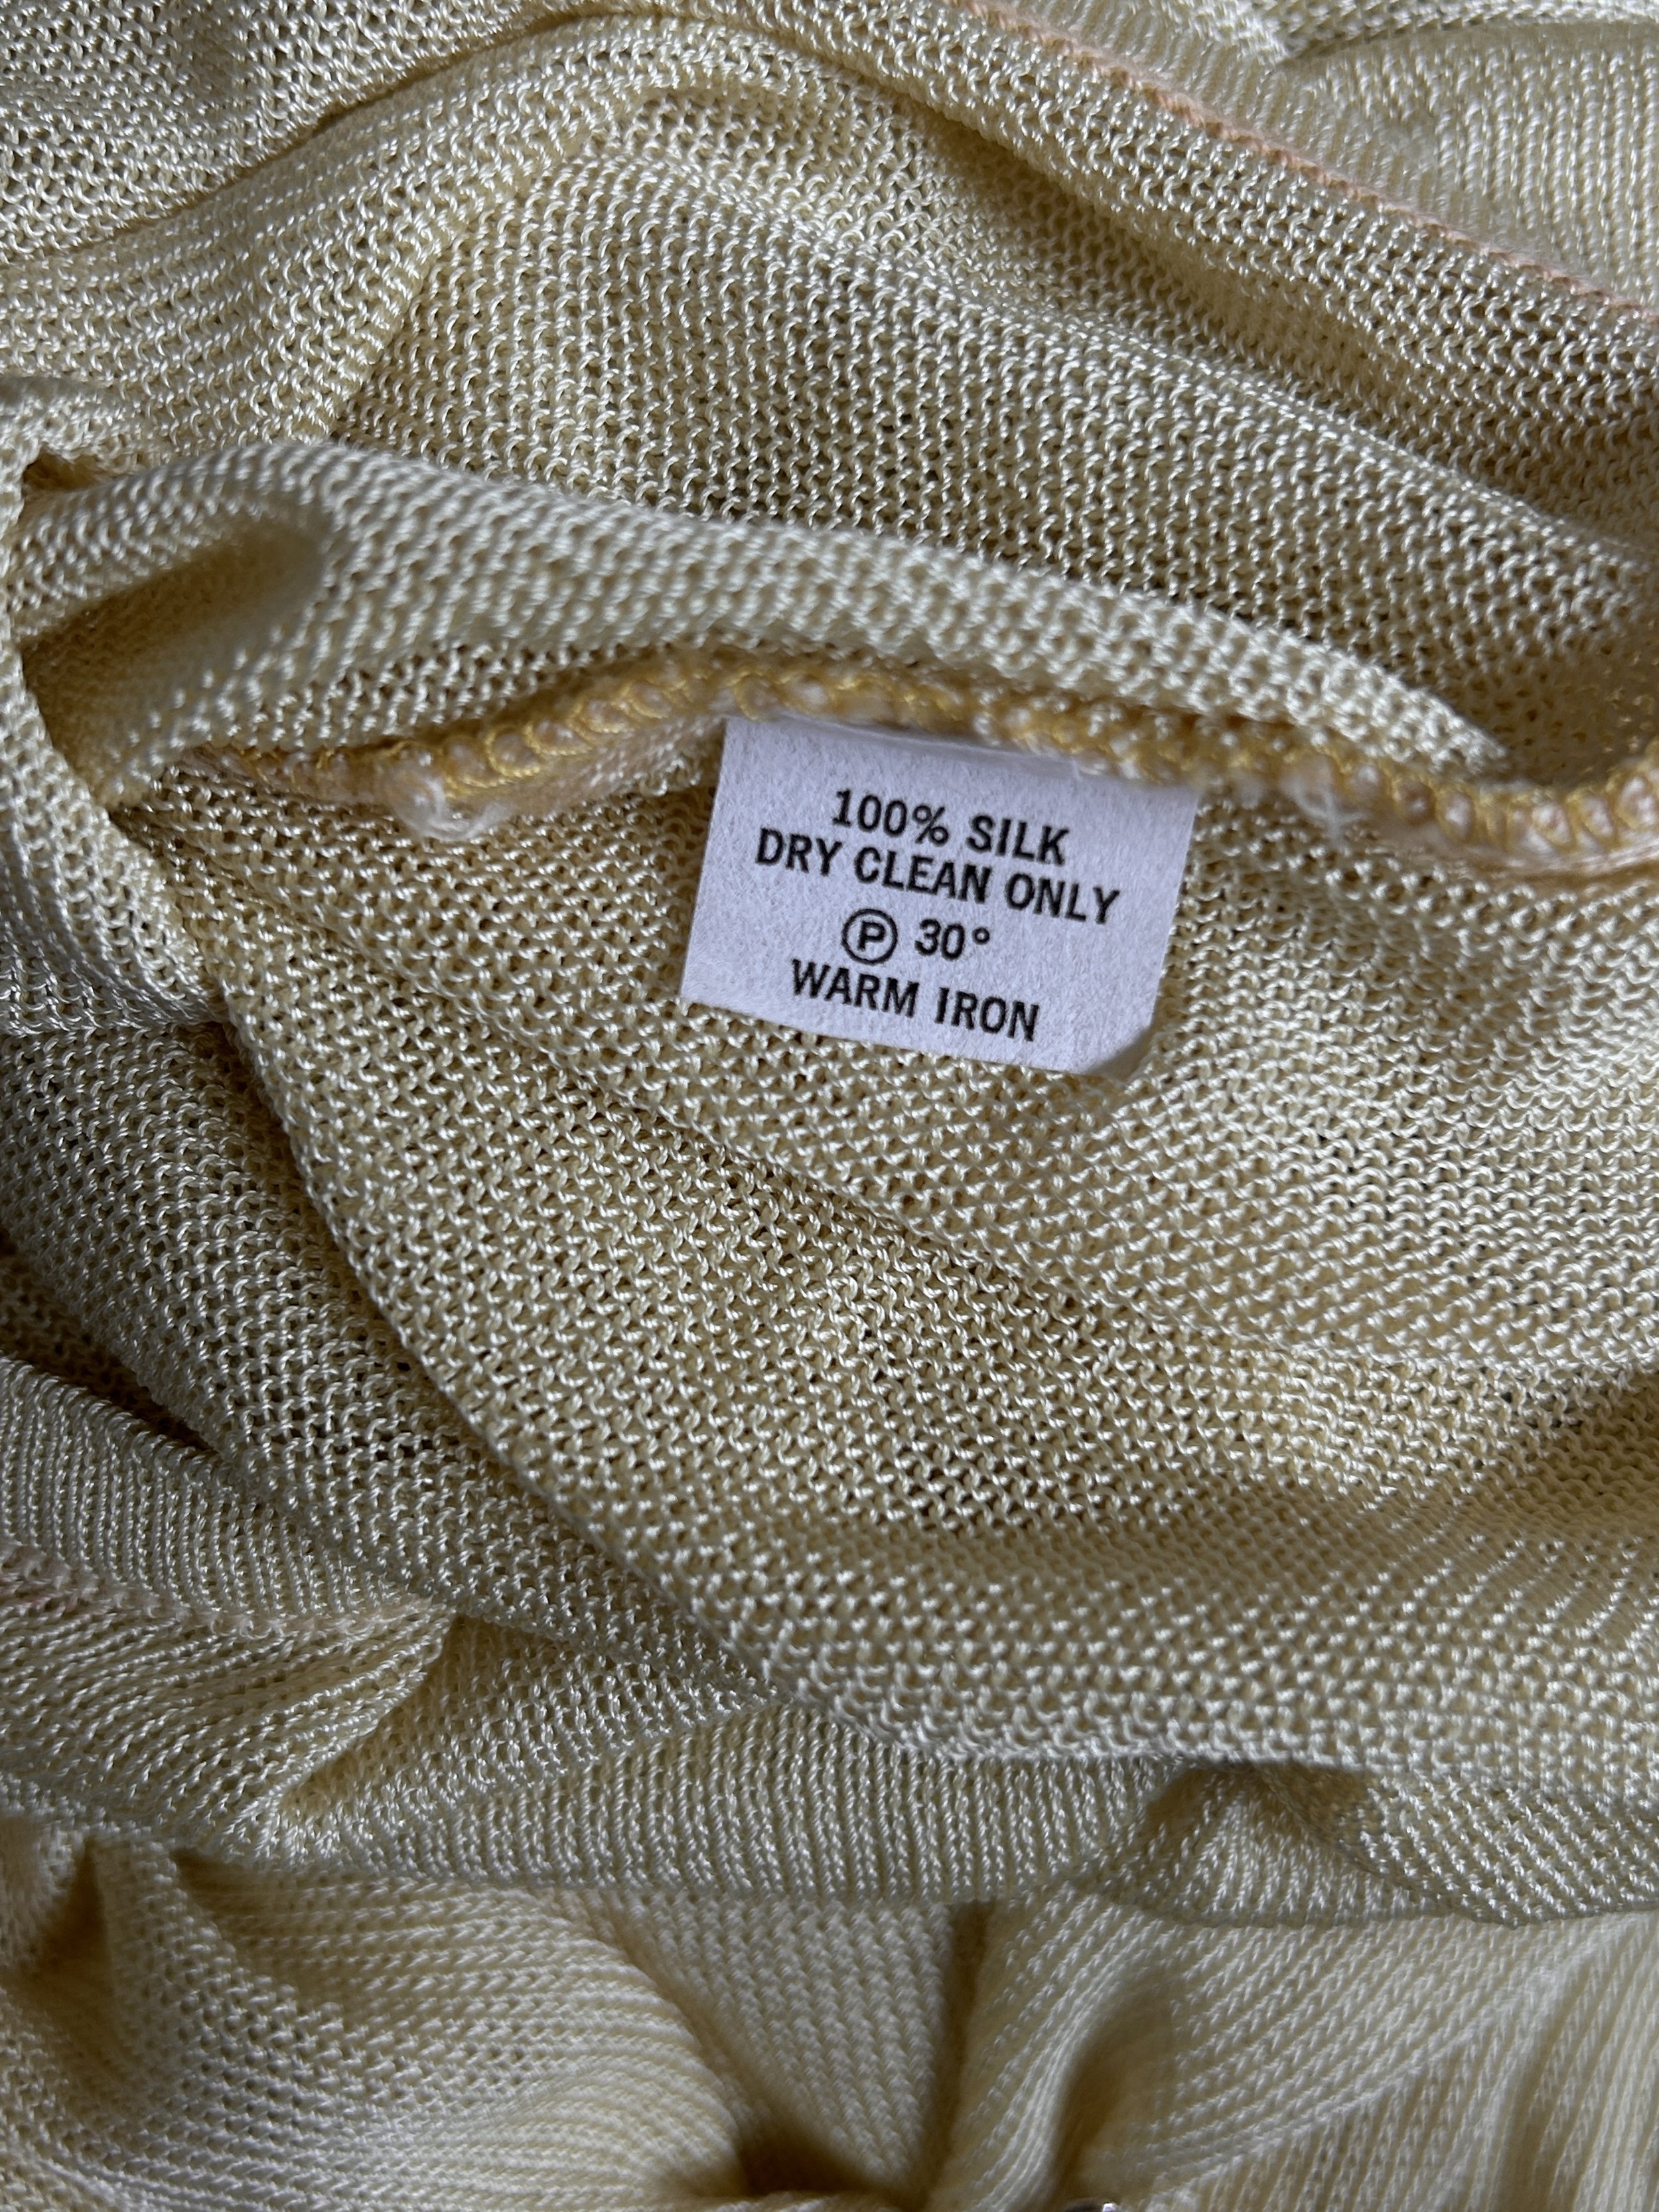 100% SILK
DRY CLEAN ONLY
Ⓟ 30°
WARM IRON